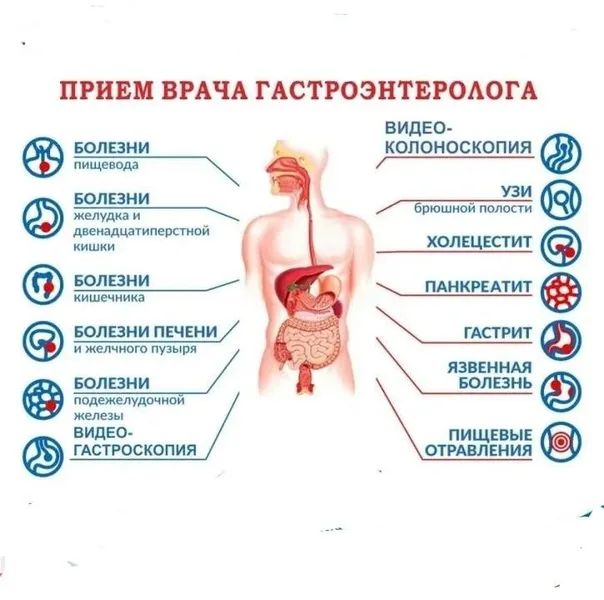 ПРИЕМ ВРАЧА ГАСТРОЭНТЕРОЛОГА
БОЛЕЗНИ
пищевода
БОЛЕЗНИ
желудка и
двенадцатиперстной
кишки
БОЛЕЗНИ
кишечника
БОЛЕЗНИ ПЕЧЕНИ
и желчного пузыря
БОЛЕЗНИ
подежелудочной
железы
ВИДЕО-
ГАСТРОСКОПИЯ
ВИДЕО-
КОЛОНОСКОПИЯ
УЗИ
брюшной полости
ХОЛЕЦЕСТИТ
ПАНКРЕАТИТ
ГАСТРИТ
ЯЗВЕННАЯ
БОЛЕЗНЬ
ПИЩЕВЫЕ
ОТРАВЛЕНИЯ